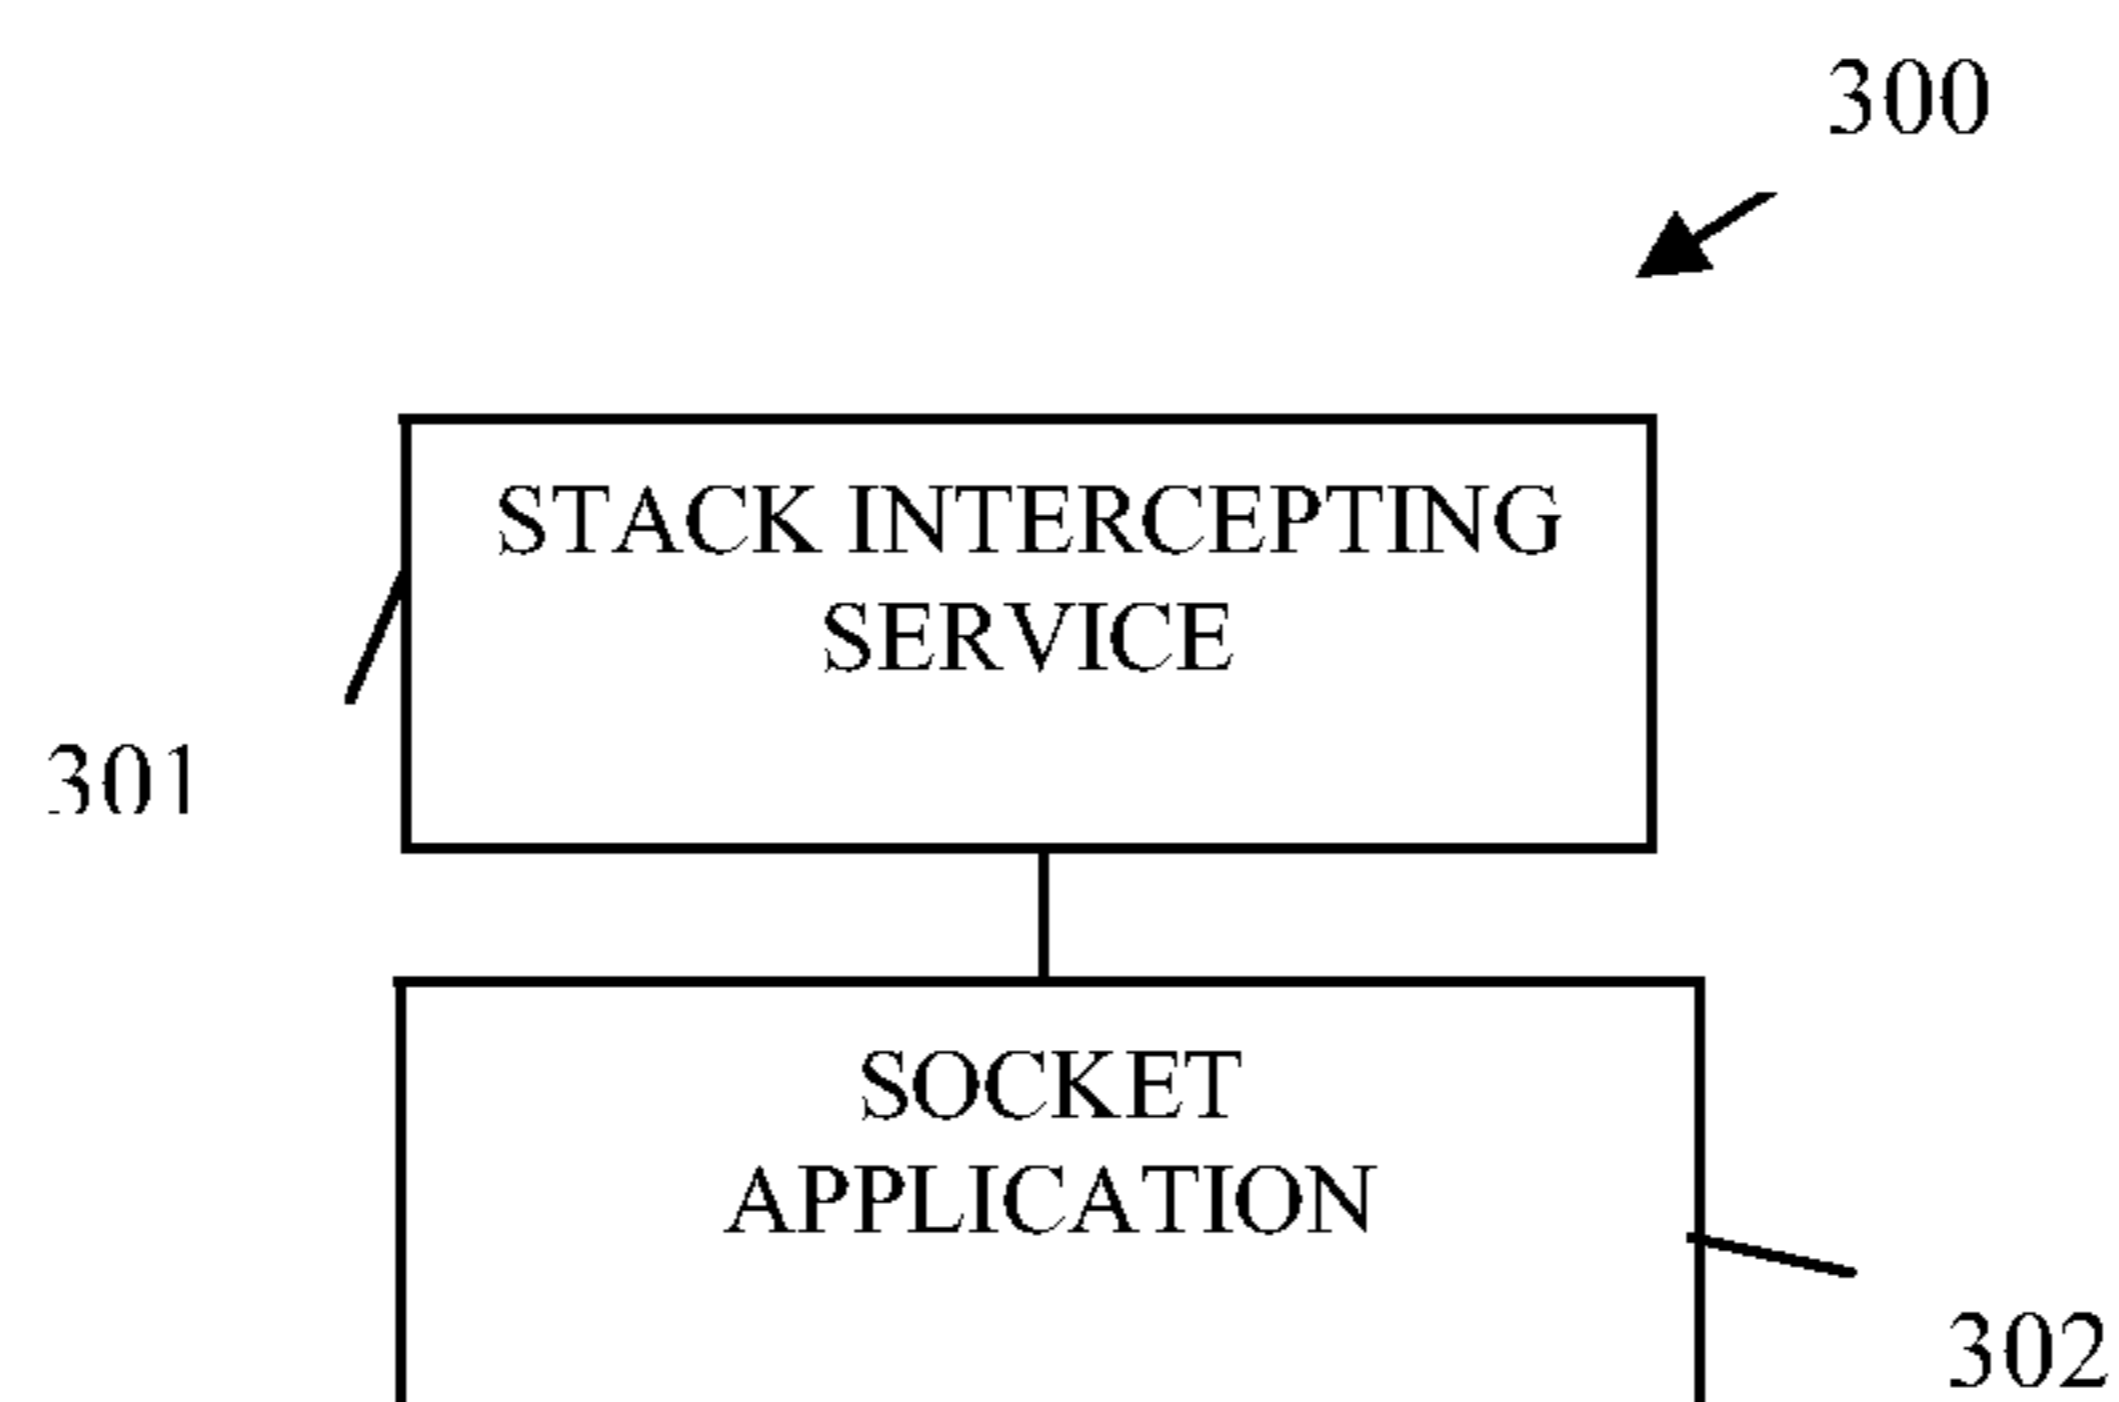 300
STACK INTERCEPTING
SERVICE
301
SOCKET
APPLICATION
302